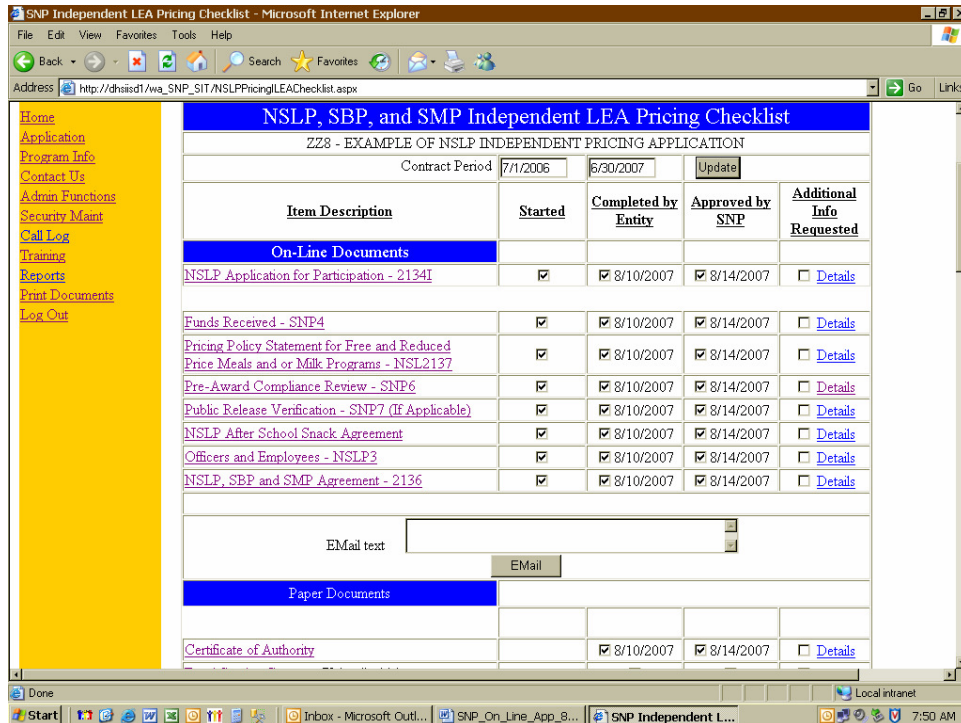 SNP Independent LEA Pricing Checklist - Microsoft Internet Explorer
File Edit View Favorites Tools Help
Back Search Favorites
Address http://dhsiisd1/wa_SNP_SIT/NSLPPricingILEAChecklist.aspx Go Links
Home
Application
Program Info
Contact Us
Admin Functions
Security Maint
Call Log
Training
Reports
Print Documents
Log Out
NSLP, SBP, and SMP Independent LEA Pricing Checklist
ZZ8 - EXAMPLE OF NSLP INDEPENDENT PRICING APPLICATION
Contract Period 7/1/2006 6/30/2007 Update
Item Description Started Completed by Entity Approved by SNP Additional Info Requested
On-Line Documents
NSLP Application for Participation - 2134I 8/10/2007 8/14/2007 Details
Funds Received - SNP4 8/10/2007 8/14/2007 Details
Pricing Policy Statement for Free and Reduced
Price Meals and or Milk Programs - NSL2137 8/10/2007 8/14/2007 Details
Pre-Award Compliance Review - SNP6 8/10/2007 8/14/2007 Details
Public Release Verification - SNP7 (If Applicable) 8/10/2007 8/14/2007 Details
NSLP After School Snack Agreement 8/10/2007 8/14/2007 Details
Officers and Employees - NSLP3 8/10/2007 8/14/2007 Details
NSLP, SBP and SMP Agreement - 2136 8/10/2007 8/14/2007 Details
EMail text
EMail
Paper Documents
Certificate of Authority 8/10/2007 8/14/2007 Details
Done Local intranet
Start Inbox - Microsoft Outl... SNP_On_Line_App_8... SNP Independent L... 7:50 AM